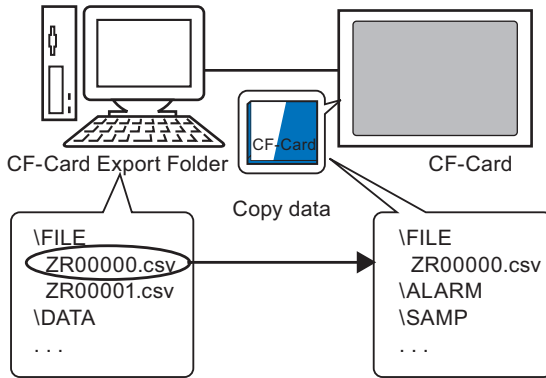 CF-Card
CF-Card Export Folder
CF-Card
Copy data
\FILE
ZR00000.csv
ZR00001.csv
\DATA
. . .
\FILE
ZR00000.csv
\ALARM
\SAMP
. . .